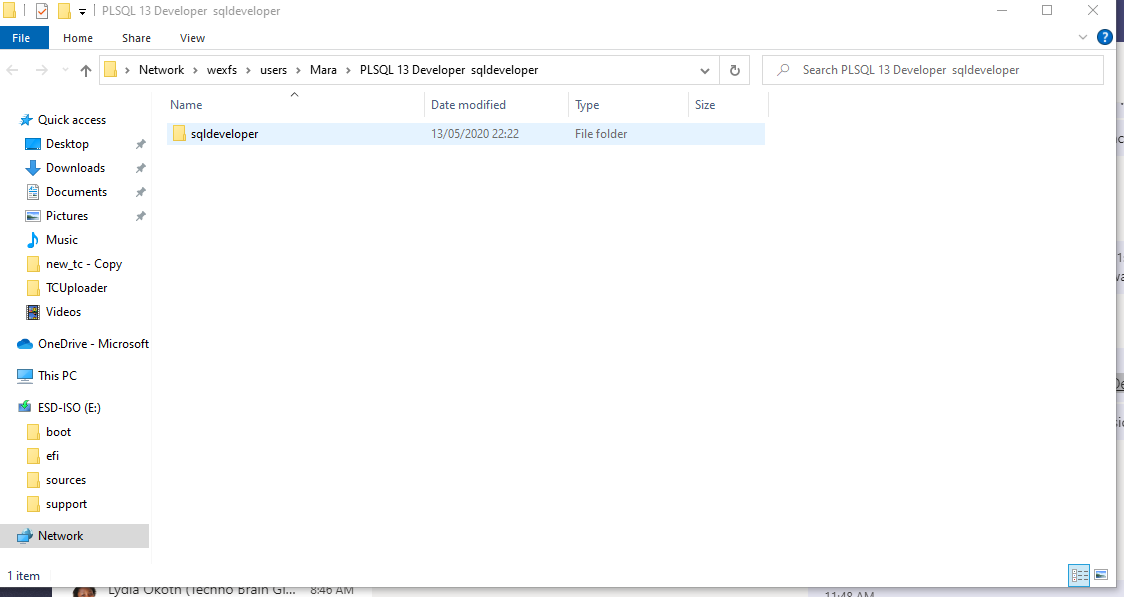 PLSQL 13 Developer  sqldeveloper
File Home Share View
Network › wexfs › users › Mara › PLSQL 13 Developer  sqldeveloper
Search PLSQL 13 Developer  sqldeveloper
Name Date modified Type Size
sqldeveloper 13/05/2020 22:22 File folder
Quick access
Desktop
Downloads
Documents
Pictures
Music
new_tc - Copy
TCUploader
Videos
OneDrive - Microsoft
This PC
ESD-ISO (E:)
boot
efi
sources
support
Network
1 item
Lydia Okoth (Techno Brain Gl... 8:46 AM
11:48 AM